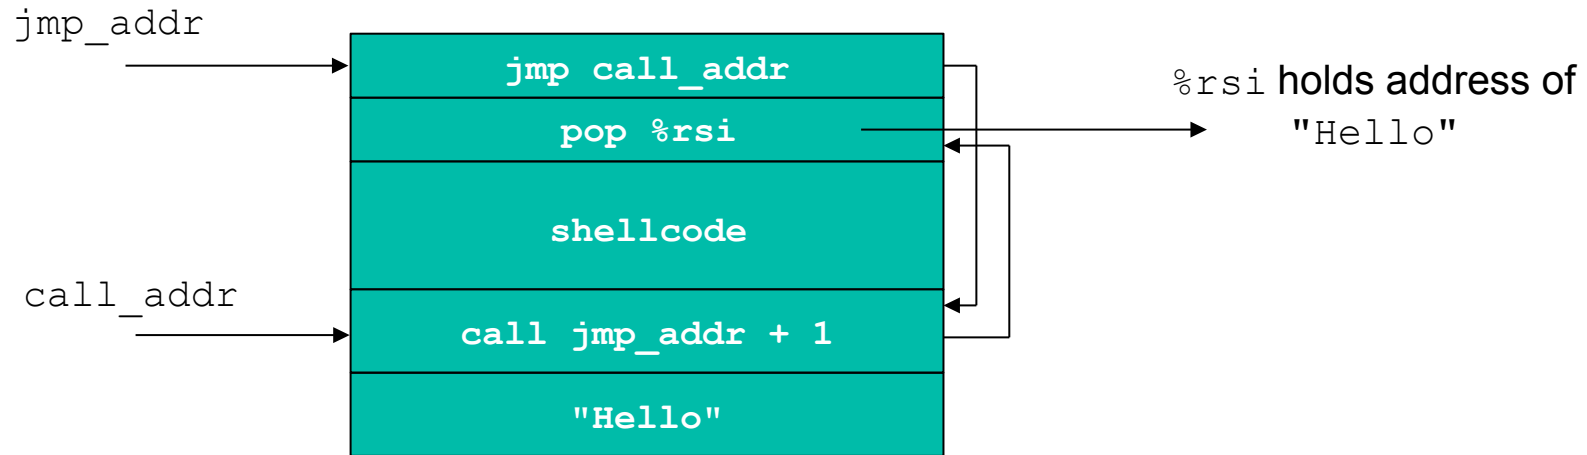 jmp_addr
jmp call_addr
%rsi holds address of
"Hello"
pop %rsi
shellcode
call_addr
call jmp_addr + 1
"Hello"